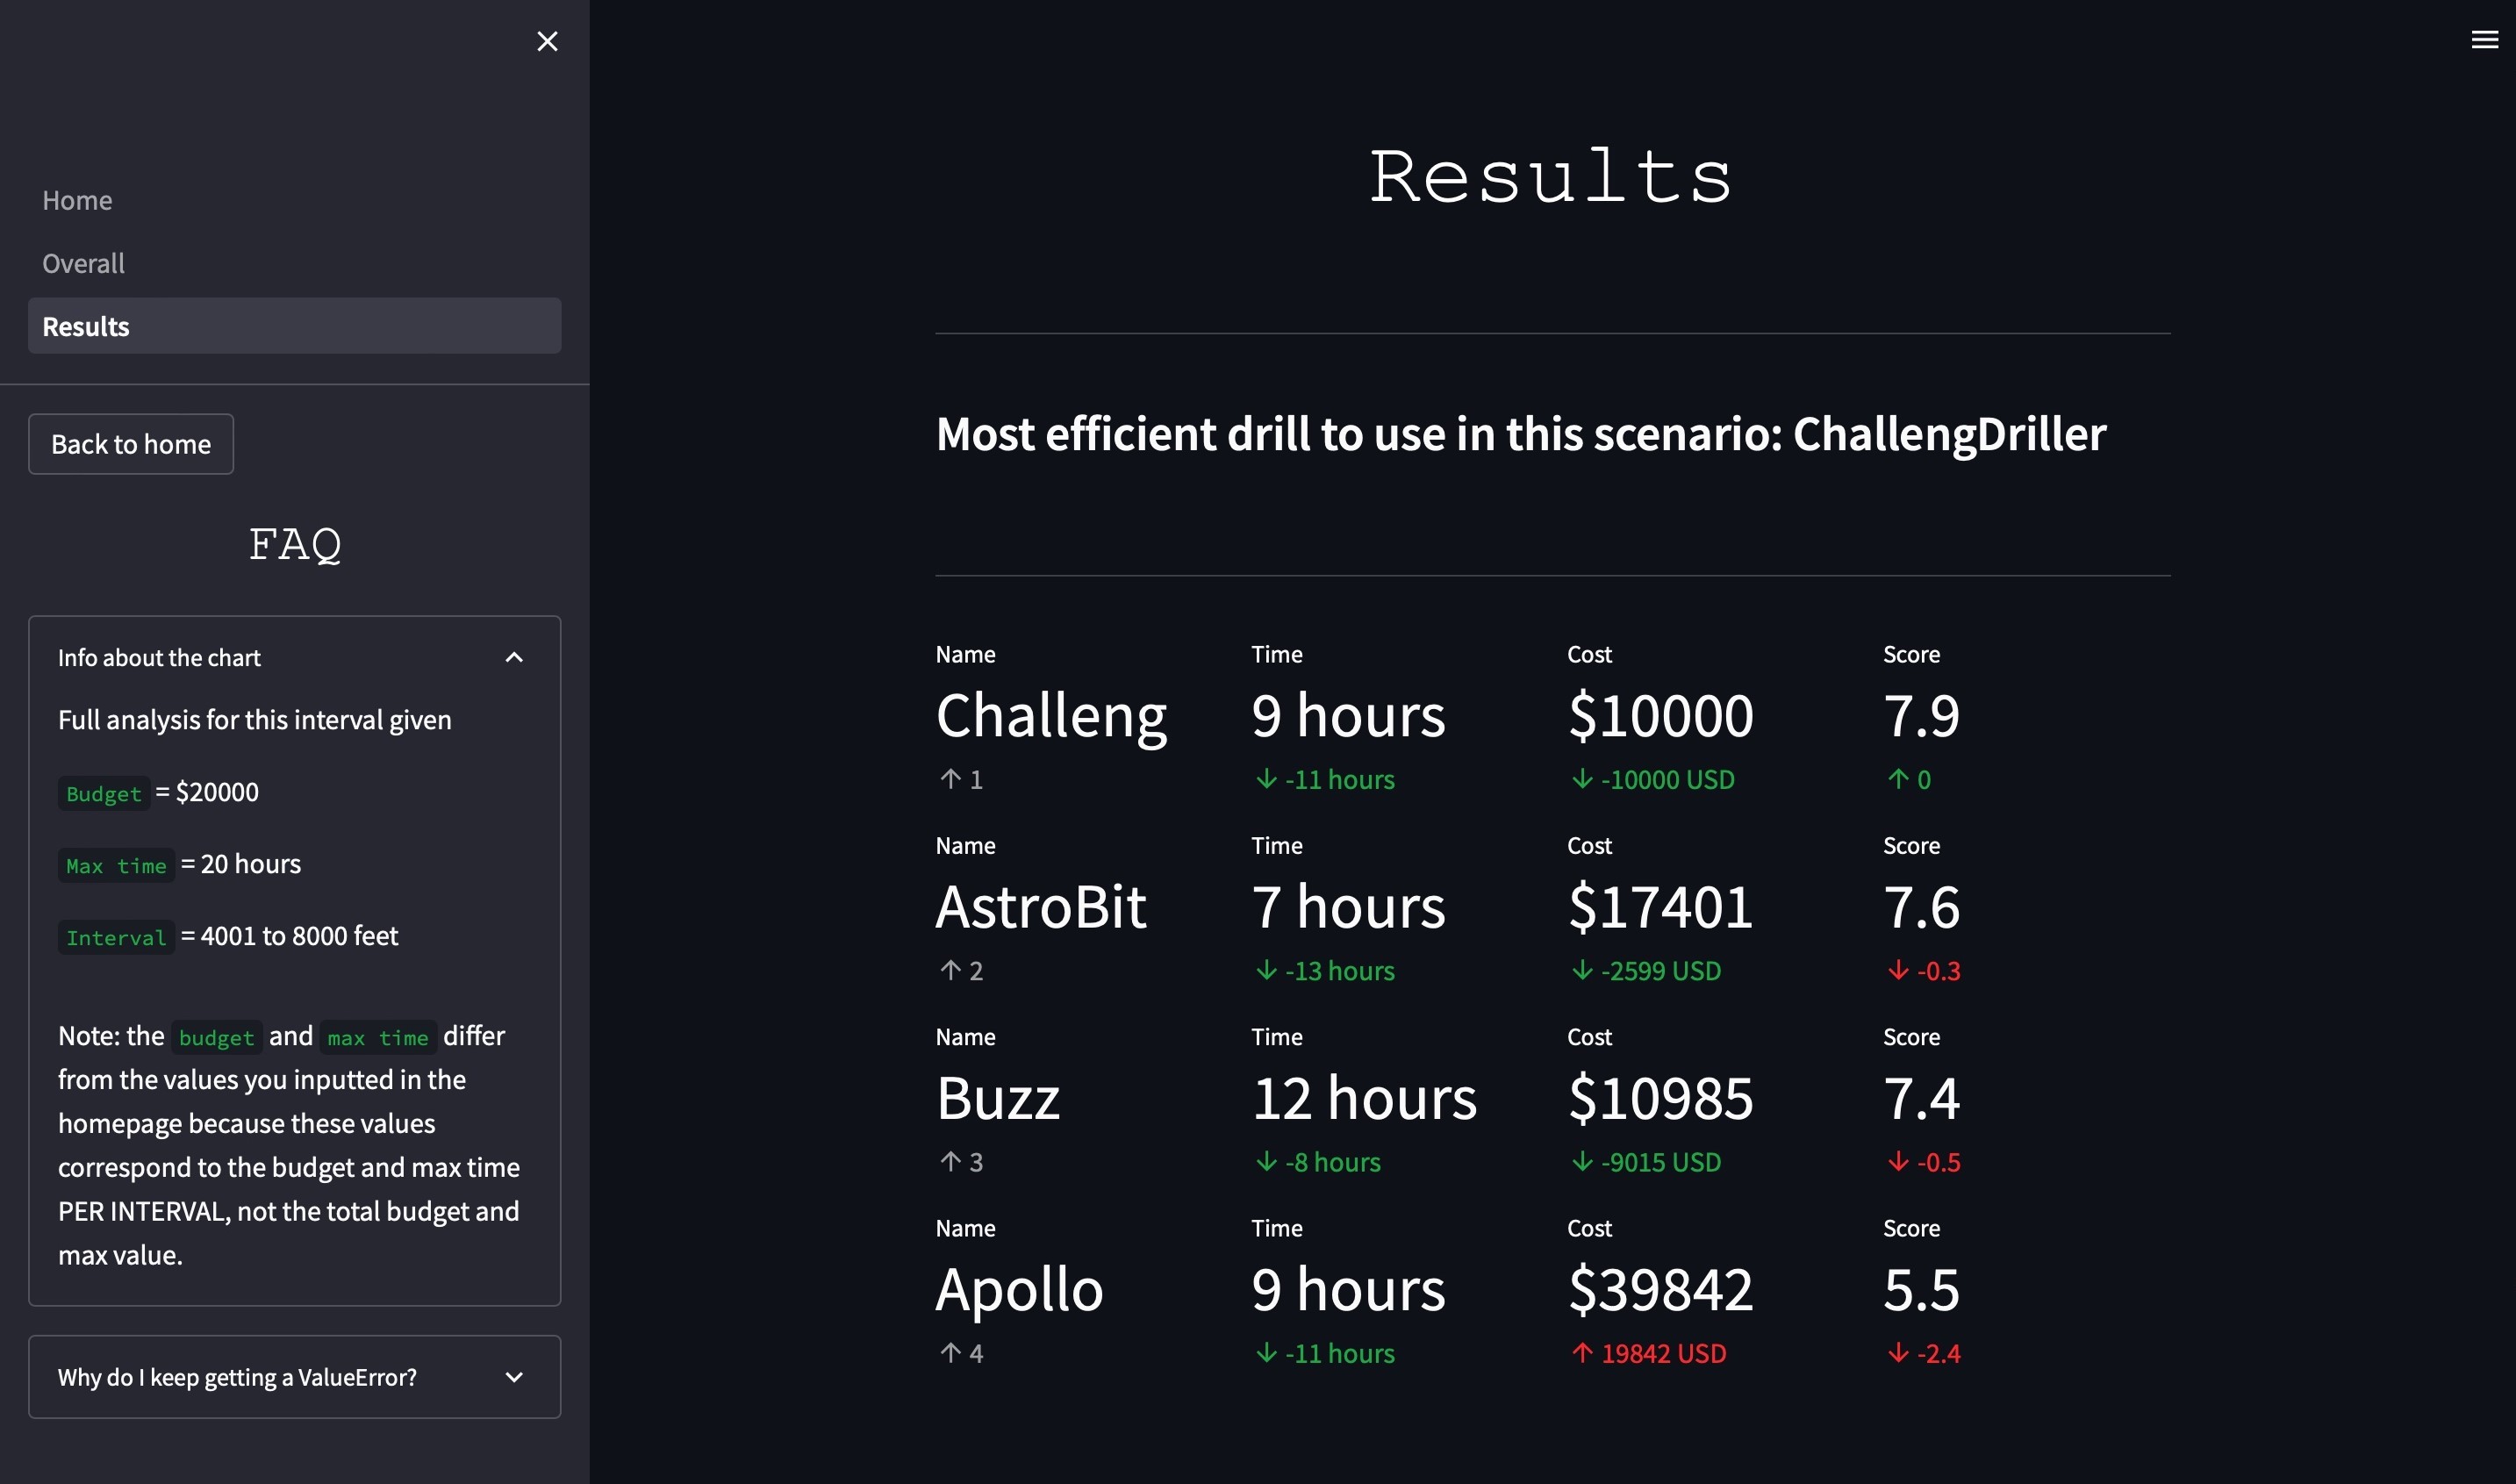 Home
Overall
Results
Back to home
FAQ
Info about the chart
Full analysis for this interval given
Budget = $20000
Max time = 20 hours
Interval = 4001 to 8000 feet
Note: the budget and max time differ
from the values you inputted in the
homepage because these values
correspond to the budget and max time
PER INTERVAL, not the total budget and
max value.
Why do I keep getting a ValueError?
Results
Most efficient drill to use in this scenario: ChallengDriller
Name Time Cost Score
Challeng 9 hours $10000 7.9
↑ 1 ↓ -11 hours ↓ -10000 USD ↑ 0
Name Time Cost Score
AstroBit 7 hours $17401 7.6
↑ 2 ↓ -13 hours ↓ -2599 USD ↓ -0.3
Name Time Cost Score
Buzz 12 hours $10985 7.4
↑ 3 ↓ -8 hours ↓ -9015 USD ↓ -0.5
Name Time Cost Score
Apollo 9 hours $39842 5.5
↑ 4 ↓ -11 hours ↑ 19842 USD ↓ -2.4